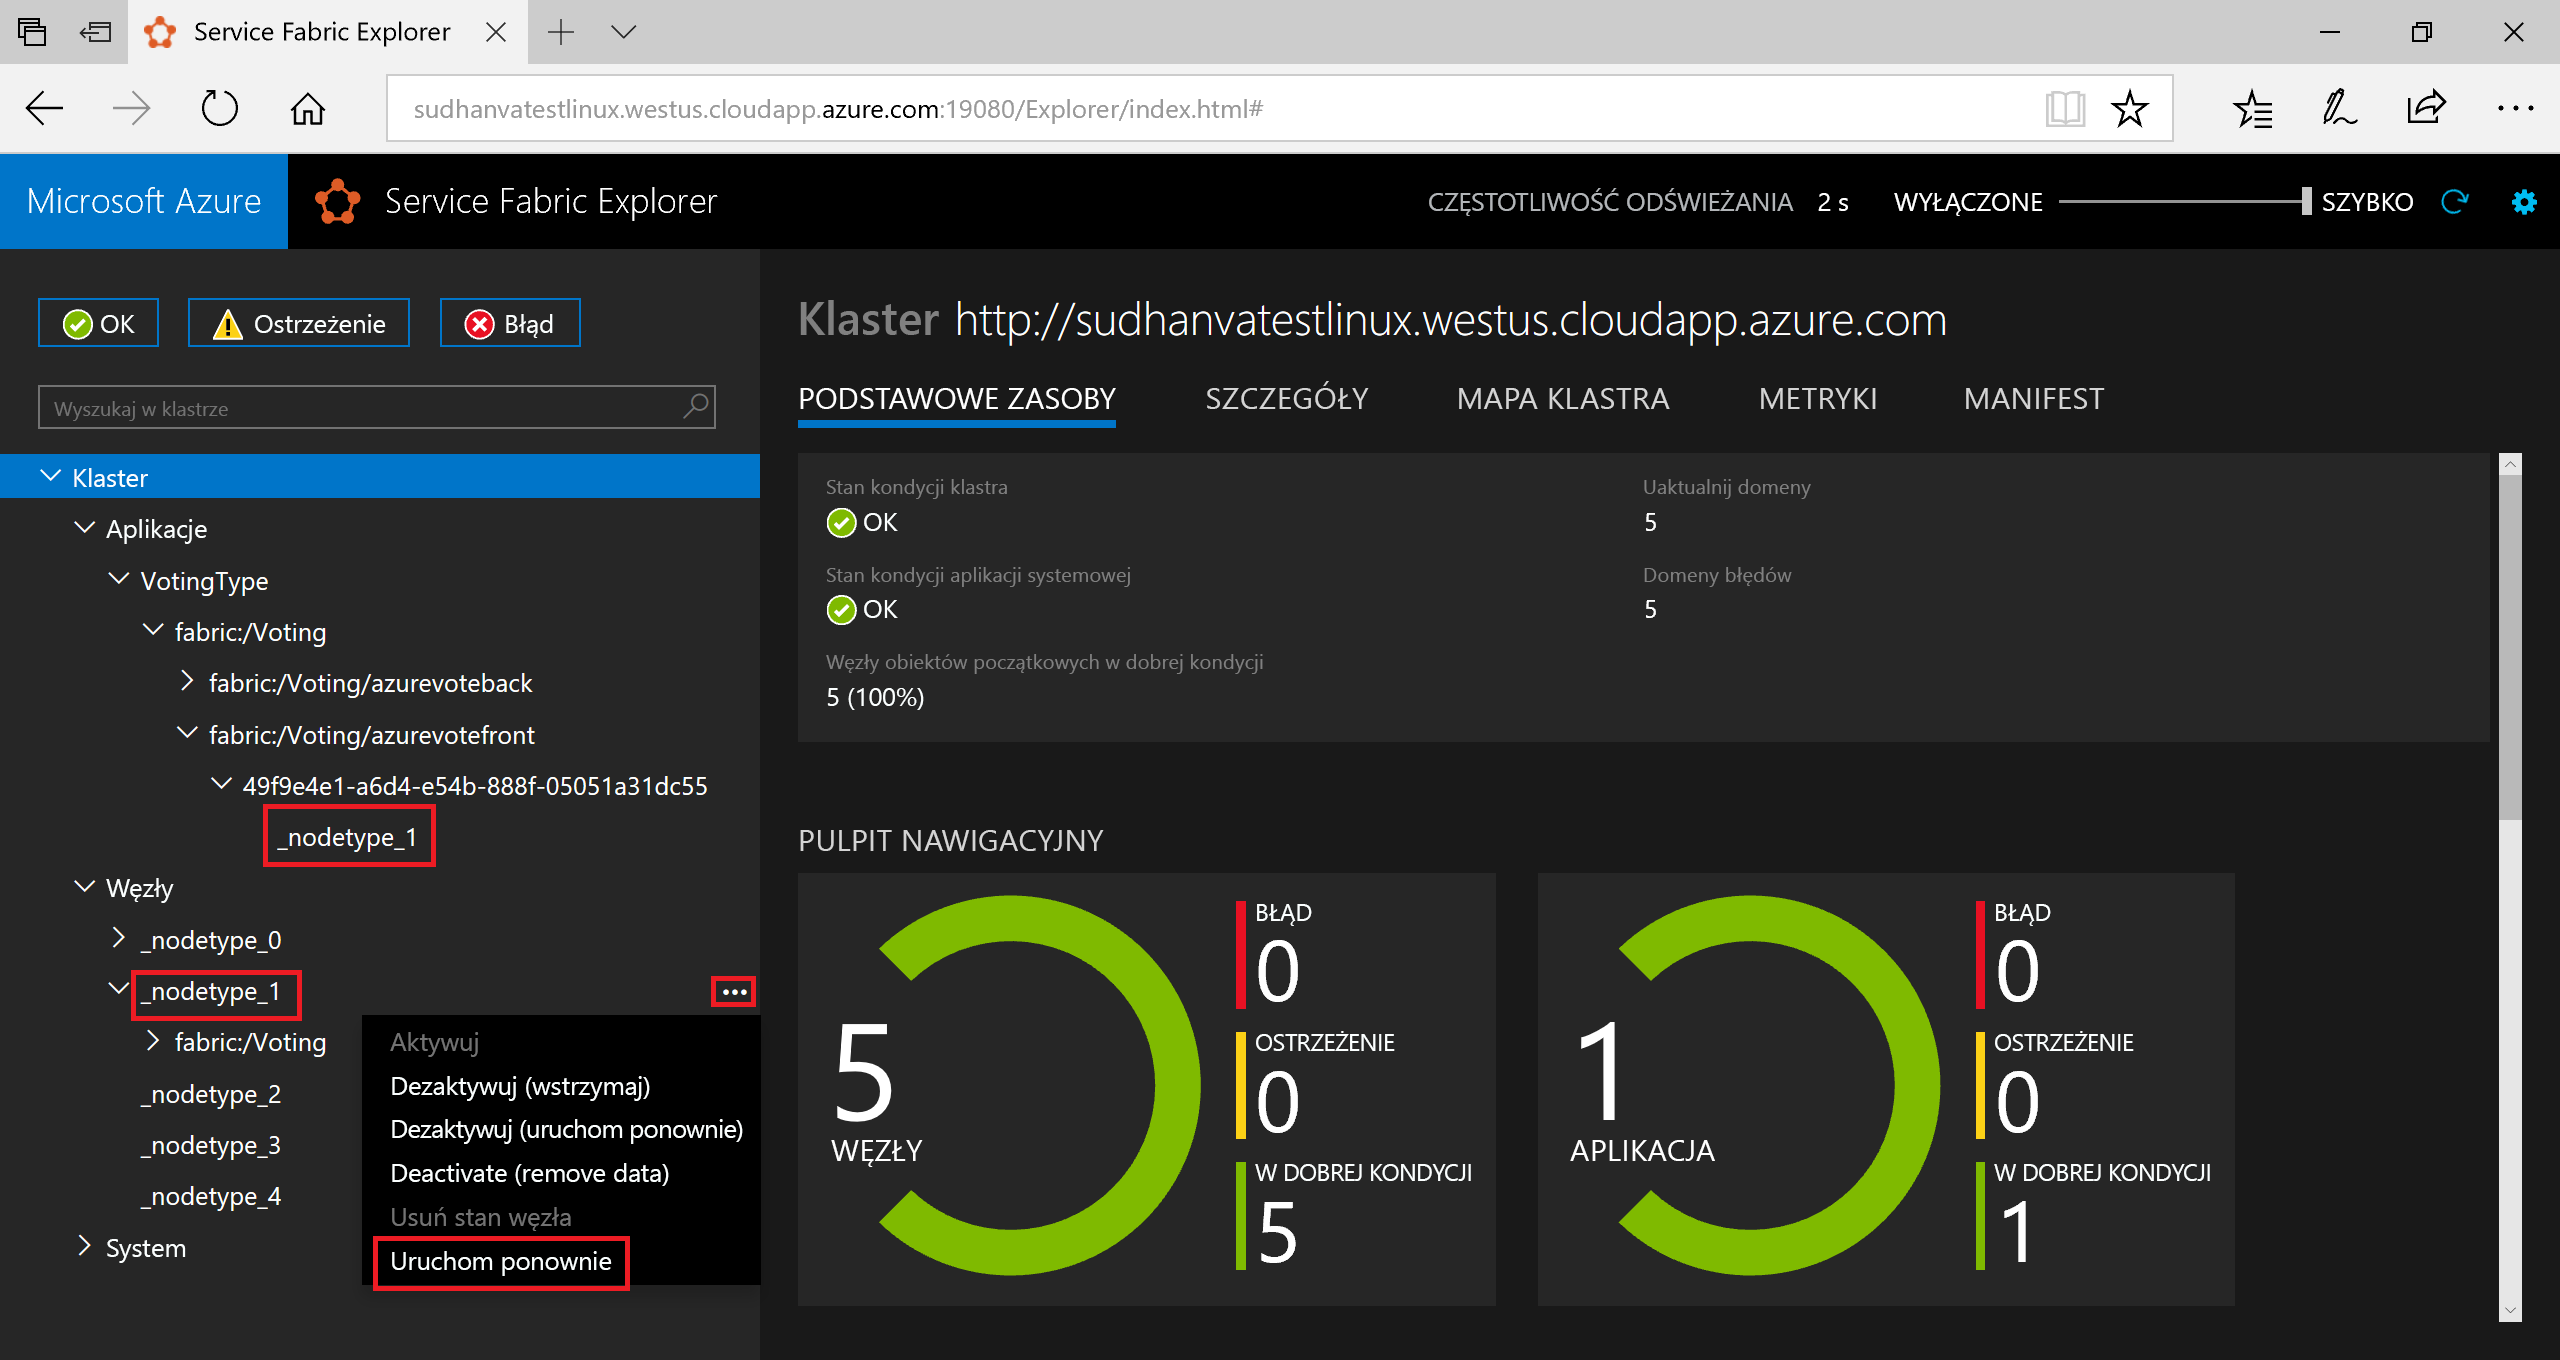 Service Fabric Explorer
sudhanvatestlinux.westus.cloudapp.azure.com:19080/Explorer/index.html#
Microsoft Azure
Service Fabric Explorer
CZĘSTOTLIWOŚĆ ODŚWIEŻANIA 2 s WYŁĄCZONE SZYBKO
OK
Ostrzeżenie
Błąd
Wyszukaj w klastrze
Klaster
Aplikacje
VotingType
fabric:/Voting
fabric:/Voting/azurevoteback
fabric:/Voting/azurevotefront
49f9e4e1-a6d4-e54b-888f-05051a31dc55
_nodetype_1
Węzły
_nodetype_0
_nodetype_1
fabric:/Voting
_nodetype_2
_nodetype_3
_nodetype_4
System
Aktywuj
Dezaktywuj (wstrzymaj)
Dezaktywuj (uruchom ponownie)
Deactivate (remove data)
Usuń stan węzła
Uruchom ponownie
Klaster http://sudhanvatestlinux.westus.cloudapp.azure.com
PODSTAWOWE ZASOBY
SZCZEGÓŁY
MAPA KLASTRA
METRYKI
MANIFEST
Stan kondycji klastra
OK
Uaktualnij domeny
5
Stan kondycji aplikacji systemowej
OK
Domeny błędów
5
Węzły obiektów początkowych w dobrej kondycji
5 (100%)
PULPIT NAWIGACYJNY
5
WĘZŁY
BŁĄD
0
OSTRZEŻENIE
0
W DOBREJ KONDYCJI
5
1
APLIKACJA
BŁĄD
0
OSTRZEŻENIE
0
W DOBREJ KONDYCJI
1